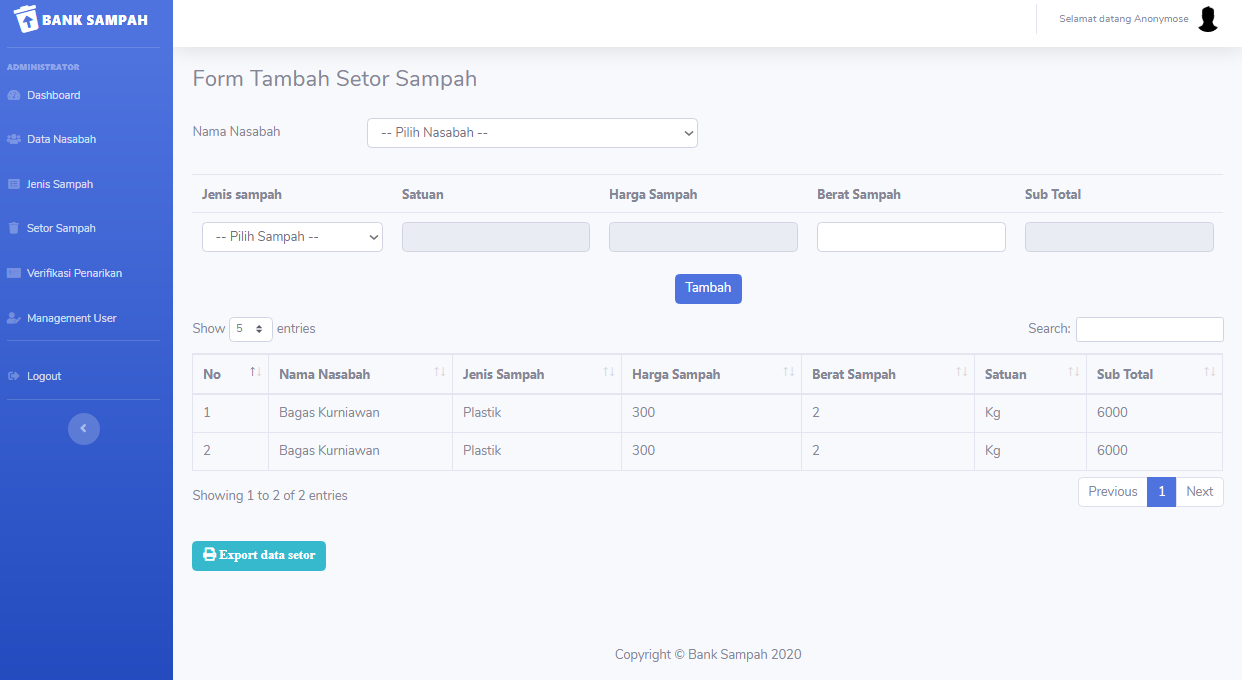 BANK SAMPAH
Selamat datang Anonymose
ADMINISTRATOR
Dashboard
Data Nasabah
Jenis Sampah
Setor Sampah
Verifikasi Penarikan
Management User
Logout
Form Tambah Setor Sampah
Nama Nasabah -- Pilih Nasabah --
Jenis sampah Satuan Harga Sampah Berat Sampah Sub Total
-- Pilih Sampah --
Tambah
Show 5 entries Search:
No Nama Nasabah Jenis Sampah Harga Sampah Berat Sampah Satuan Sub Total
1 Bagas Kurniawan Plastik 300 2 Kg 6000
2 Bagas Kurniawan Plastik 300 2 Kg 6000
Showing 1 to 2 of 2 entries Previous 1 Next
Export data setor
Copyright © Bank Sampah 2020